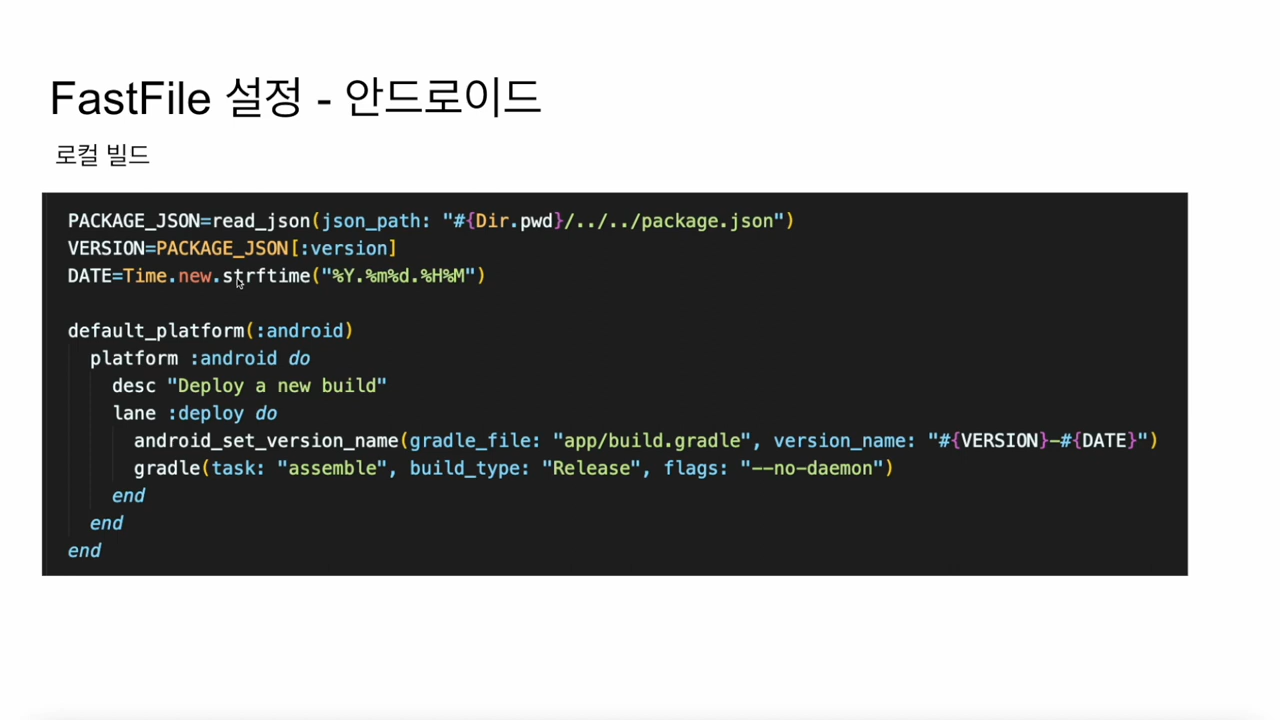 FastFile 설정 - 안드로이드
로컬 빌드
PACKAGE_JSON=read_json(json_path: "#{Dir.pwd}/../../package.json")
VERSION=PACKAGE_JSON[:version]
DATE=Time.new.strftime("%Y.%m%d.%H%M")
default_platform(:android)
platform :android do
desc "Deploy a new build"
lane :deploy do
android_set_version_name(gradle_file: "app/build.gradle", version_name: "#{VERSION}-#{DATE}")
gradle(task: "assemble", build_type: "Release", flags: "--no-daemon")
end
end
end